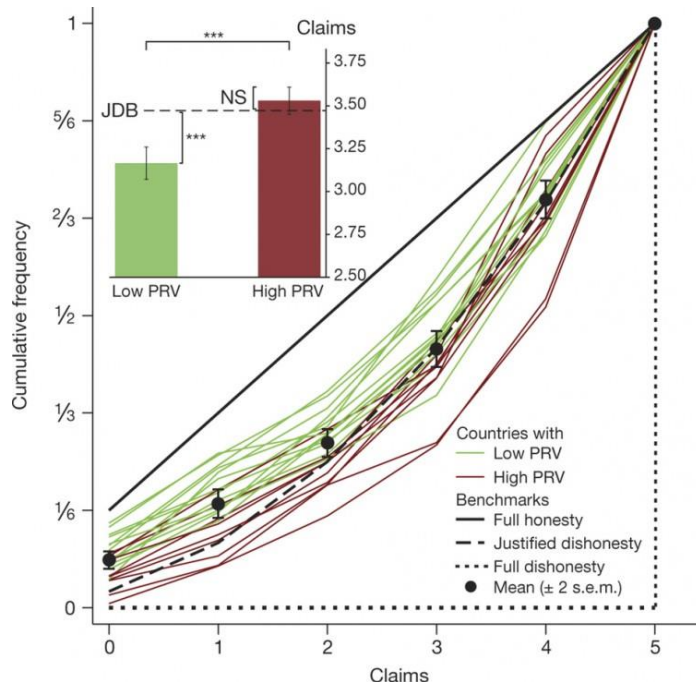 1
5/6
2/3
1/2
1/3
1/6
0
Cumulative frequency
0 1 2 3 4 5
Claims
***
Claims
3.75
3.50
3.25
3.00
2.75
2.50
NS
JDB
***
Low PRV High PRV
Countries with
Low PRV
High PRV
Benchmarks
Full honesty
Justified dishonesty
Full dishonesty
Mean (± 2 s.e.m.)